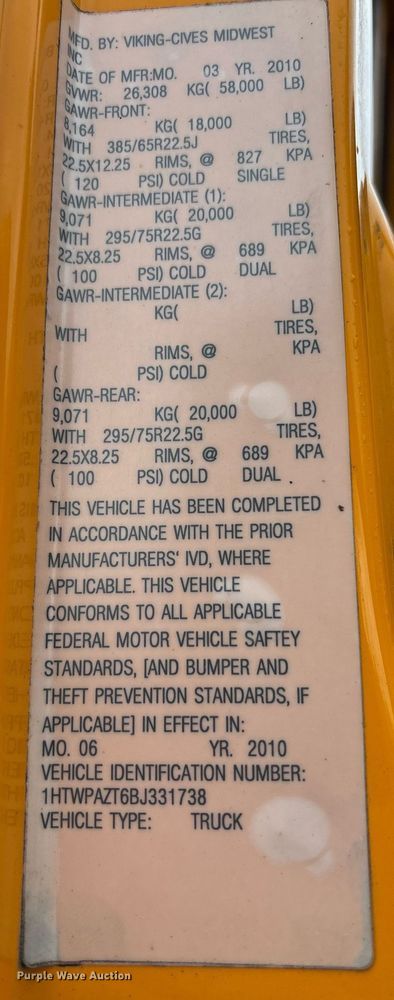 MFD. BY: VIKING-CIVES MIDWEST
INC
DATE OF MFR:MO. 03 YR. 2010
GVWR: 26,308 KG( 58,000 LB)
GAWR-FRONT:
8,164 KG( 18,000 LB)
WITH 385/65R22.5J TIRES,
22.5X12.25 RIMS, @ 827 KPA
( 120 PSI) COLD SINGLE
GAWR-INTERMEDIATE (1):
9,071 KG( 20,000 LB)
WITH 295/75R22.5G TIRES,
22.5X8.25 RIMS, @ 689 KPA
( 100 PSI) COLD DUAL
GAWR-INTERMEDIATE (2):
KG( LB)
WITH TIRES,
RIMS, @ KPA
( PSI) COLD
GAWR-REAR:
9,071 KG( 20,000 LB)
WITH 295/75R22.5G TIRES,
22.5X8.25 RIMS, @ 689 KPA
( 100 PSI) COLD DUAL .
THIS VEHICLE HAS BEEN COMPLETED
IN ACCORDANCE WITH THE PRIOR
MANUFACTURERS' IVD, WHERE
APPLICABLE. THIS VEHICLE
CONFORMS TO ALL APPLICABLE
FEDERAL MOTOR VEHICLE SAFTEY
STANDARDS, [AND BUMPER AND
THEFT PREVENTION STANDARDS, IF
APPLICABLE] IN EFFECT IN:
MO. 06 YR. 2010
VEHICLE IDENTIFICATION NUMBER:
1HTWPAZT6BJ331738
VEHICLE TYPE: TRUCK
Purple Wave Auction